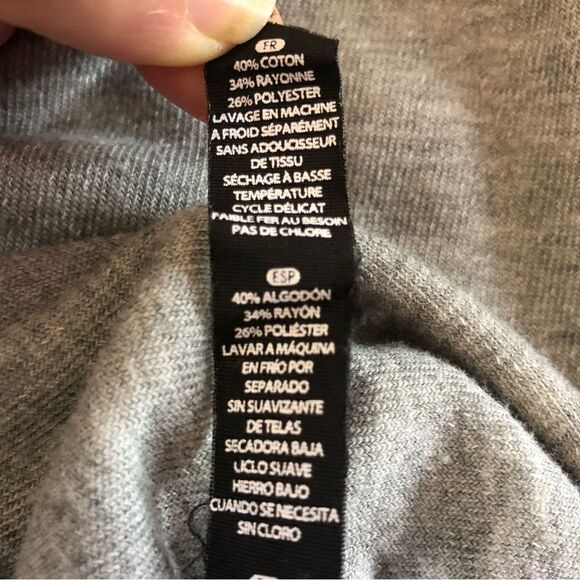 FR
40% COTON
34% RAYONNE
26% POLYESTER
LAVAGE EN MACHINE
A FROID SÉPARÉMENT
SANS ADOUCISSEUR
DE TISSU
SÉCHAGE À BASSE
TEMPÉRATURE
CYCLE DÉLICAT
FAIBLE FER AU BESOIN
PAS DE CHLORE
ESP
40% ALGODÓN
34% RAYÓN
26% POLIÉSTER
LAVAR A MÁQUINA
EN FRÍO POR
SEPARADO
SIN SUAVIZANTE
DE TELAS
SECADORA BAJA
UCLO SUAVE
HIERRO BAJO
CUANDO SE NECESITA
SIN CLORO